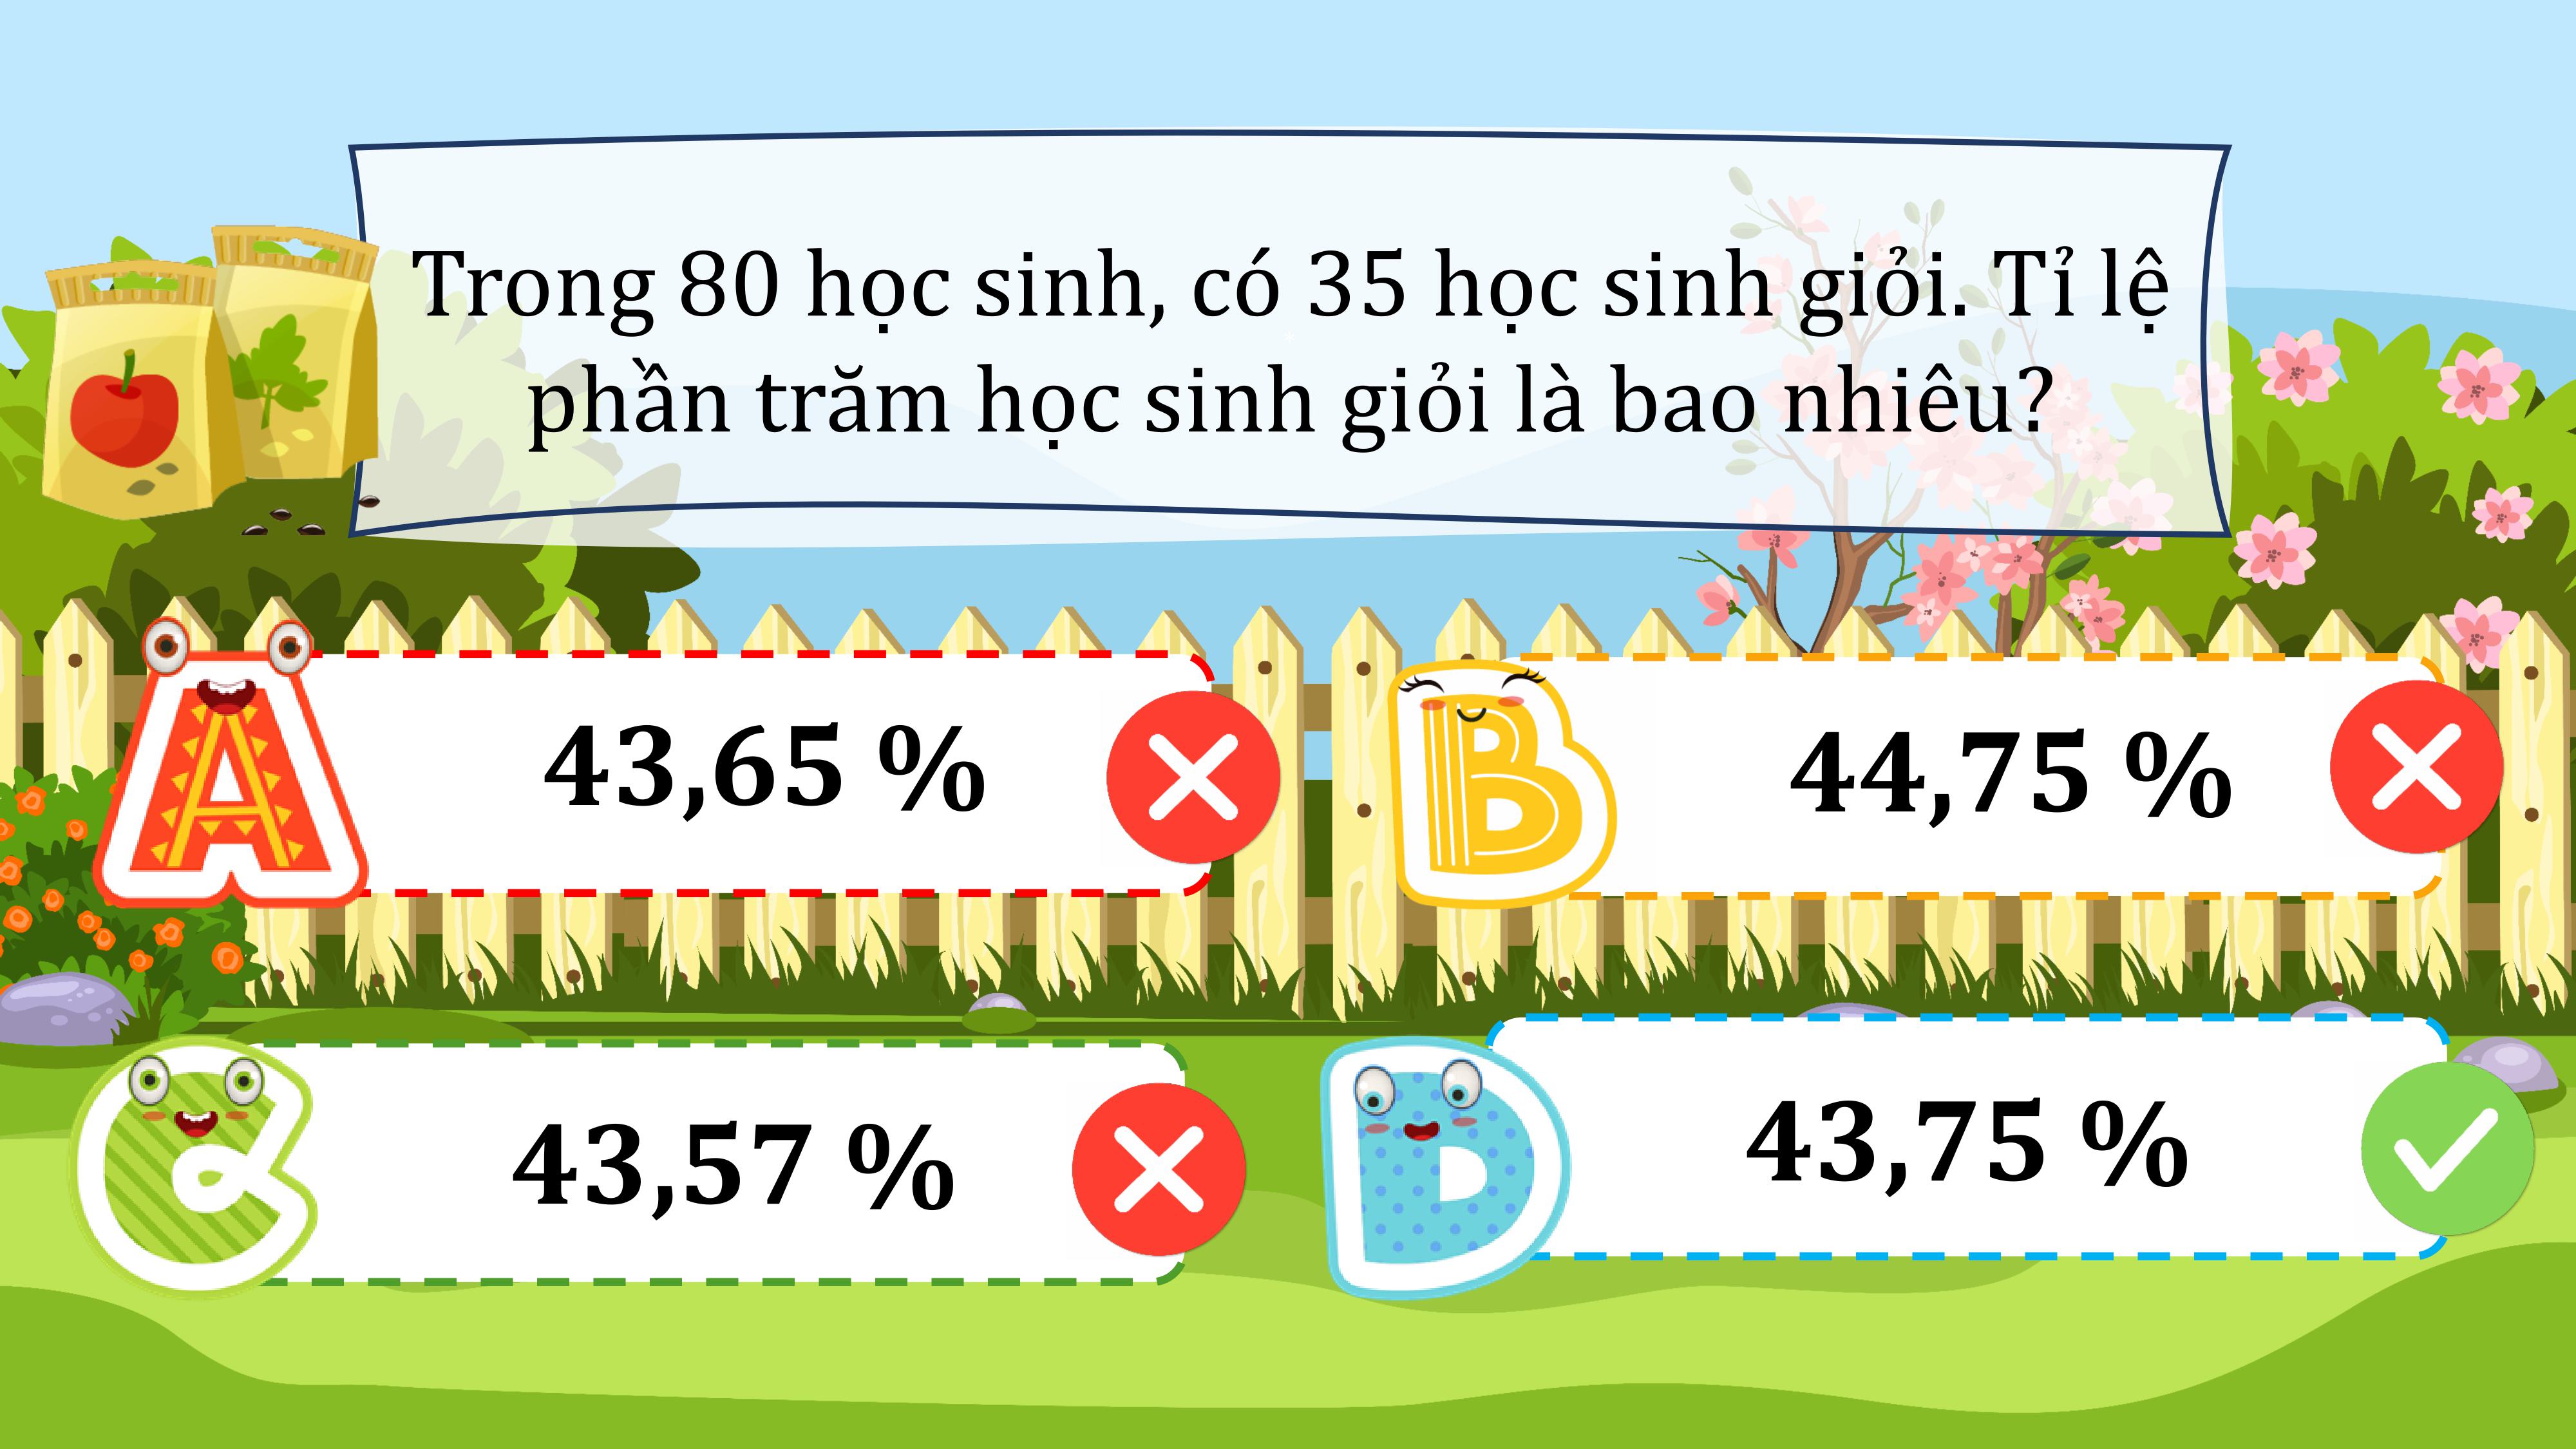 Trong 80 học sinh, có 35 học sinh giỏi. Tỉ lệ
phần trăm học sinh giỏi là bao nhiêu?
A 43,65 %
B 44,75 %
C 43,57 %
D 43,75 %